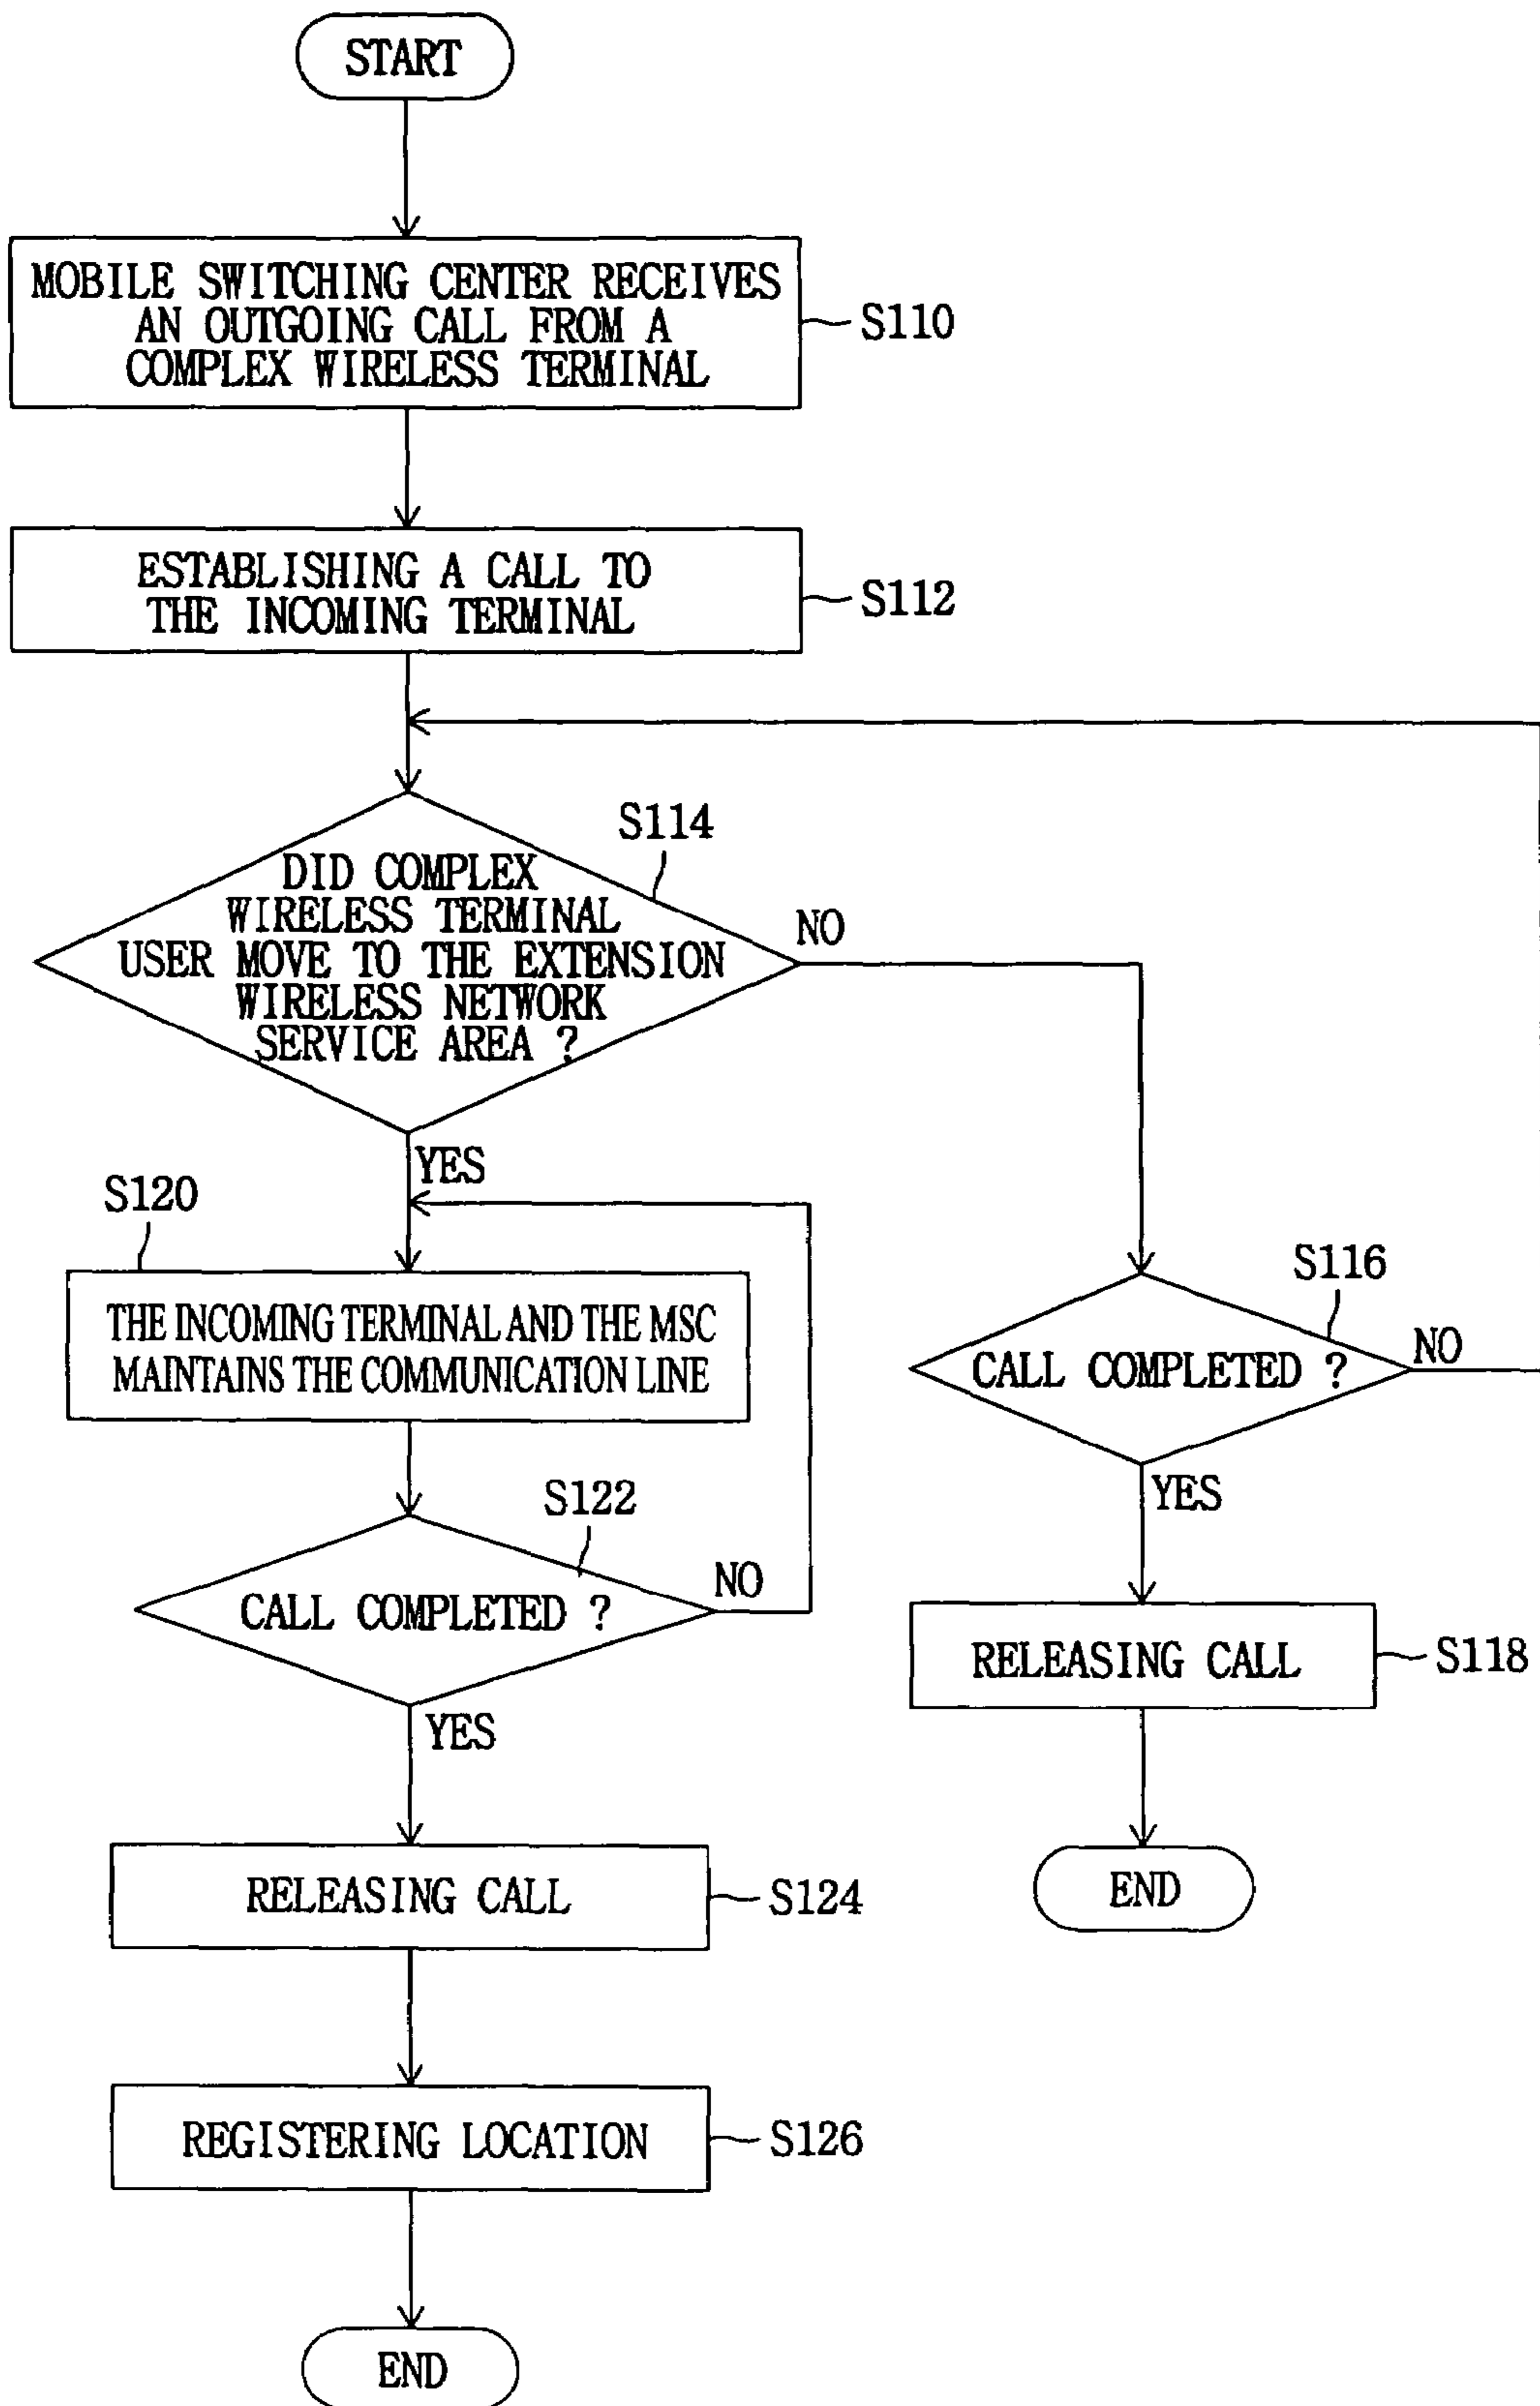 START
MOBILE SWITCHING CENTER RECEIVES
AN OUTGOING CALL FROM A
COMPLEX WIRELESS TERMINAL
S110
ESTABLISHING A CALL TO
THE INCOMING TERMINAL
S112
S114
DID COMPLEX
WIRELESS TERMINAL
USER MOVE TO THE EXTENSION
WIRELESS NETWORK
SERVICE AREA ?
NO
YES
S120
THE INCOMING TERMINAL AND THE MSC
MAINTAINS THE COMMUNICATION LINE
S122
CALL COMPLETED ?
NO
YES
RELEASING CALL
S124
REGISTERING LOCATION
S126
END
S116
CALL COMPLETED ?
NO
YES
RELEASING CALL
S118
END